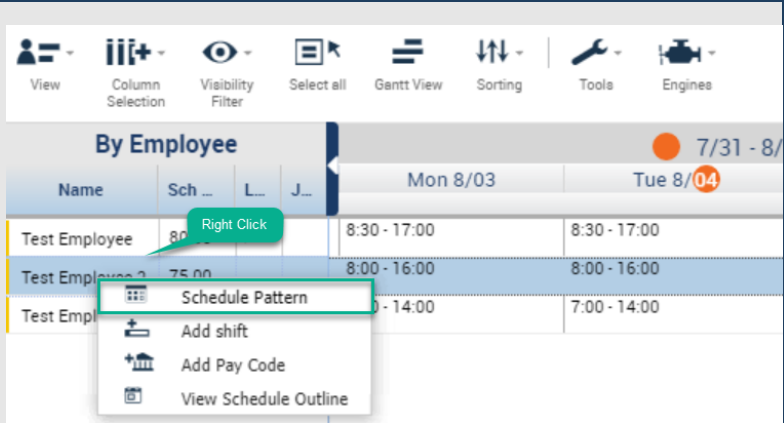 View
Column Selection
Visibility Filter
Select all
Gantt View
Sorting
Tools
Engines
By Employee
7/31 - 8/
Name
Sch ...
L...
J...
Mon 8/03
Tue 8/04
Right Click
Test Employee
8:30 - 17:00
8:30 - 17:00
Test Employee 2
75.00
8:00 - 16:00
8:00 - 16:00
Test Empl
- 14:00
7:00 - 14:00
Schedule Pattern
Add shift
Add Pay Code
View Schedule Outline